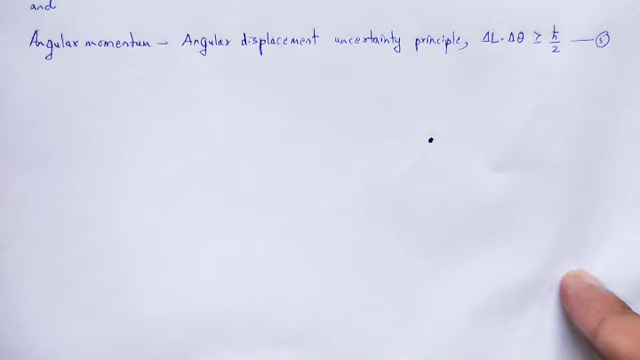 and
Angular momentum – Angular displacement uncertainty principle, ΔL·Δθ ≥ ℏ/2 — ⑤